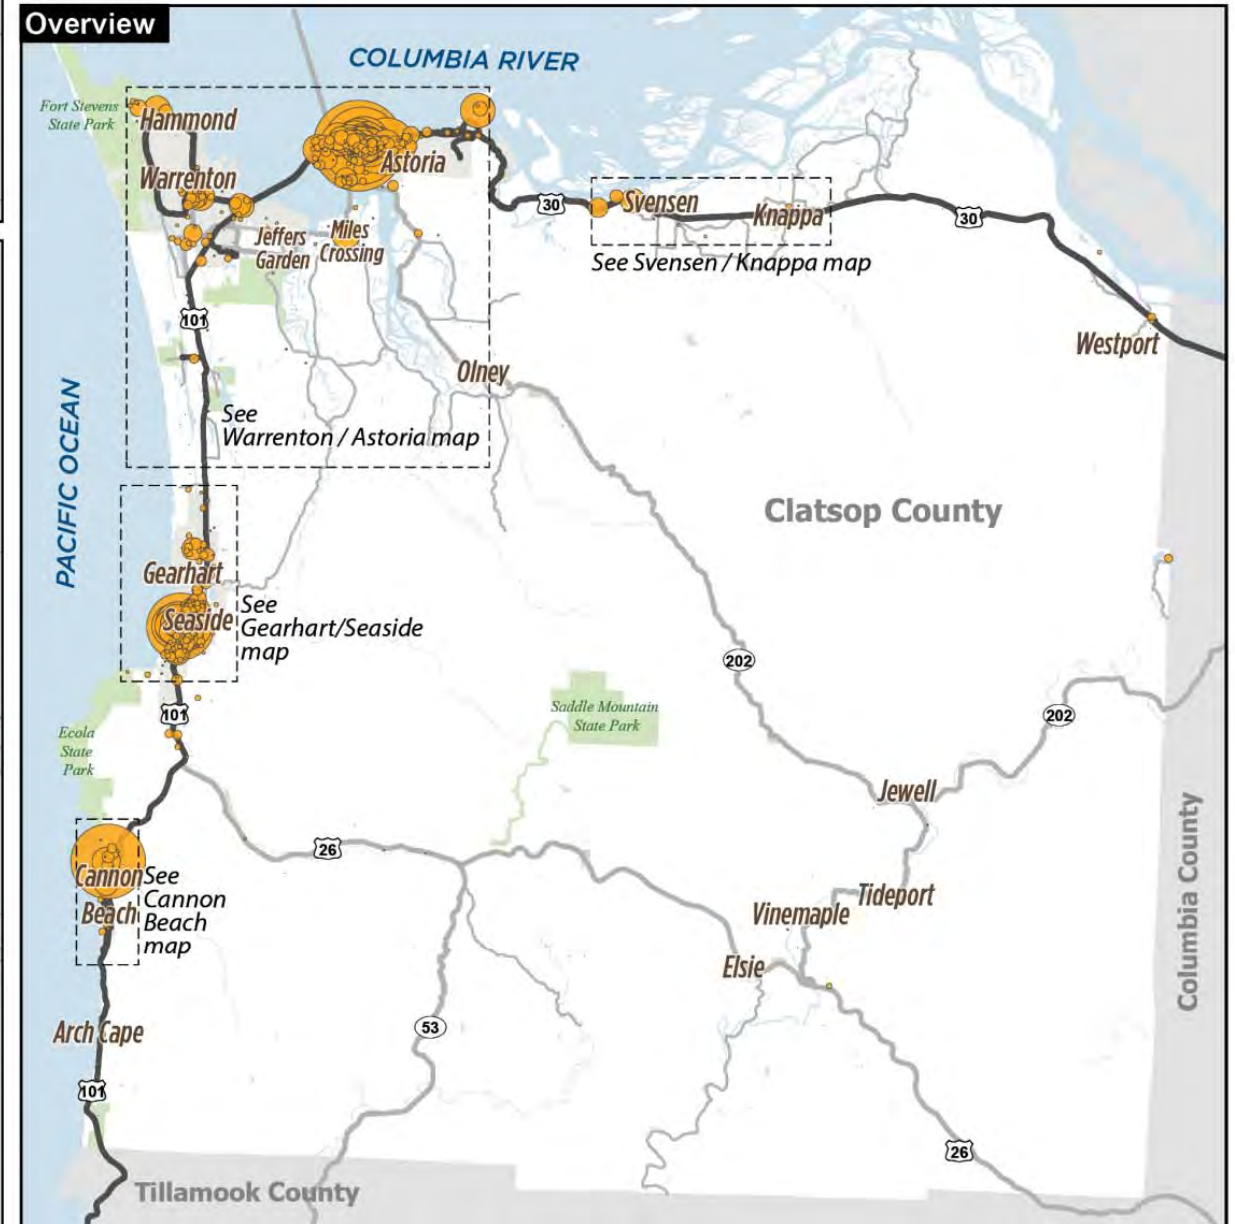 Overview
COLUMBIA RIVER
Fort Stevens
State Park
Hammond
Astoria
Warrenton
30
Svensen
Knappa
30
Jeffers
Garden
Miles
Crossing
See Svensen / Knappa map
101
Westport
Olney
PACIFIC OCEAN
See
Warrenton / Astoria map
Clatsop County
Gearhart
Seaside
See
Gearhart/Seaside
map
202
101
Saddle Mountain
State Park
202
Ecola
State
Park
Jewell
26
Cannon
Beach
See
Cannon
Beach
map
Tideport
Vinemaple
Elsie
Columbia County
Arch Cape
53
101
26
Tillamook County